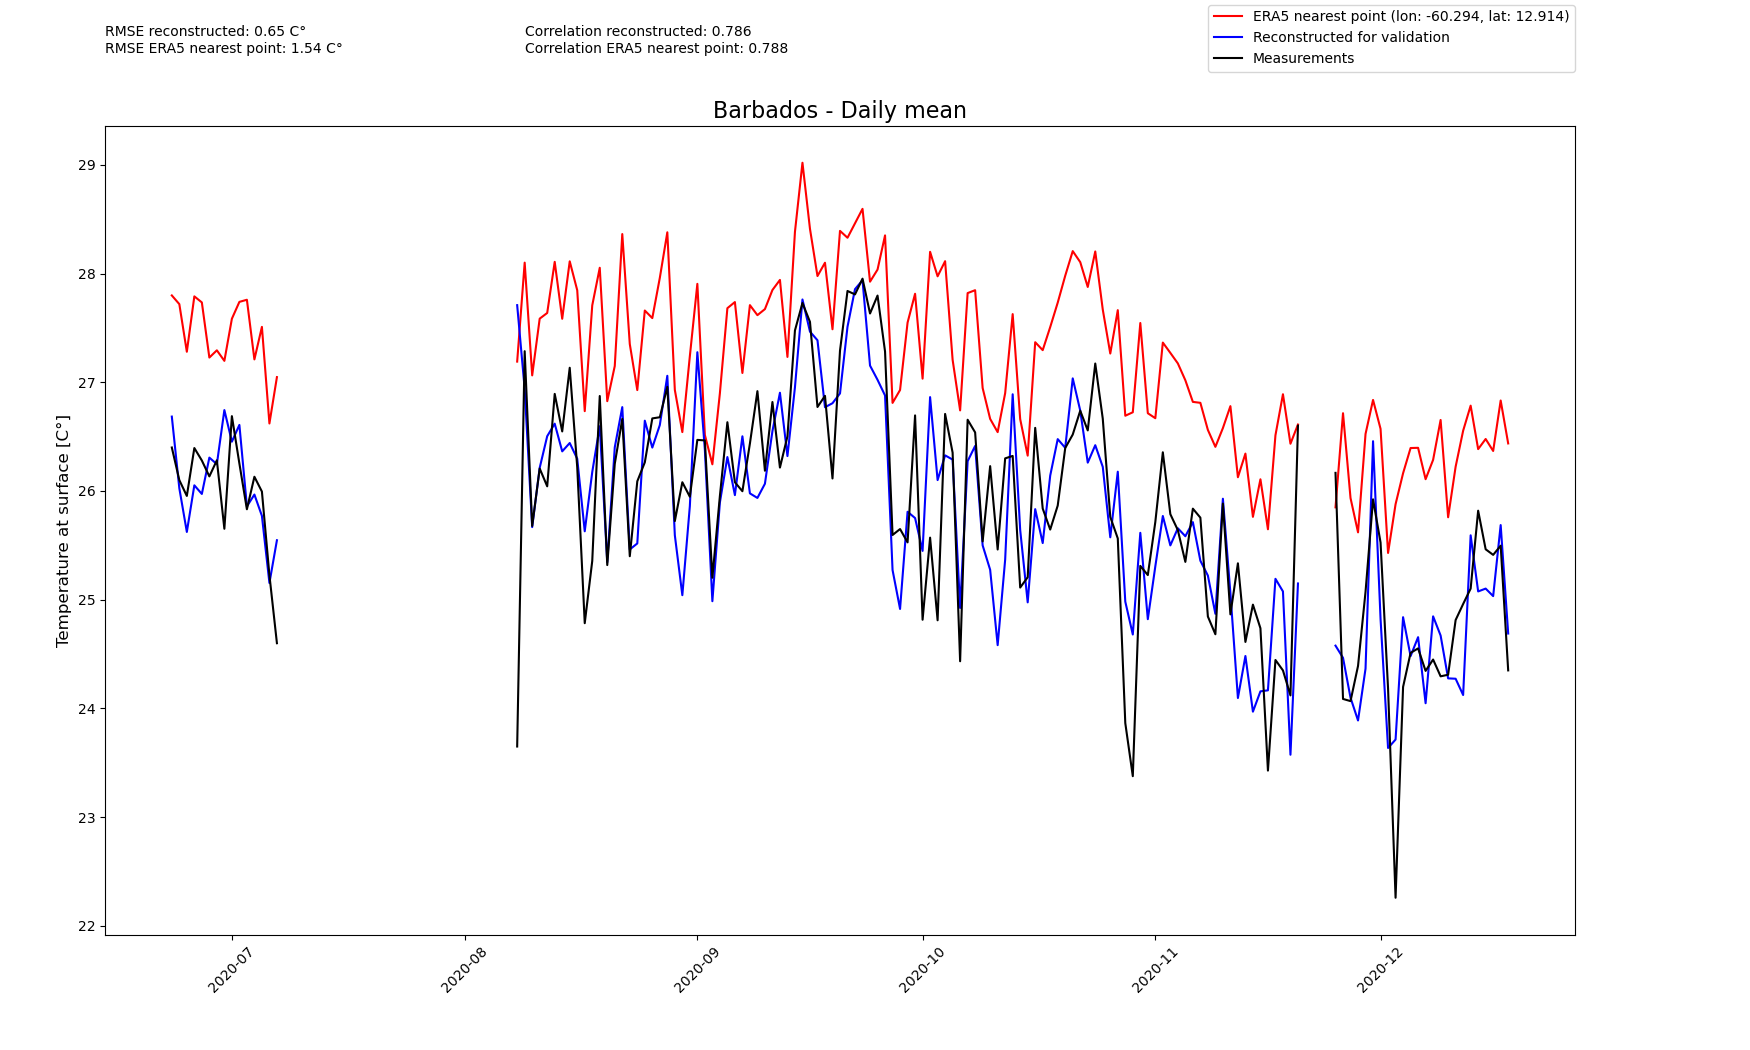 RMSE reconstructed: 0.65 C°
RMSE ERA5 nearest point: 1.54 C°
Correlation reconstructed: 0.786
Correlation ERA5 nearest point: 0.788
ERA5 nearest point (lon: -60.294, lat: 12.914)
Reconstructed for validation
Measurements
Barbados - Daily mean
Temperature at surface [C°]
29
28
27
26
25
24
23
22
2020-07
2020-08
2020-09
2020-10
2020-11
2020-12